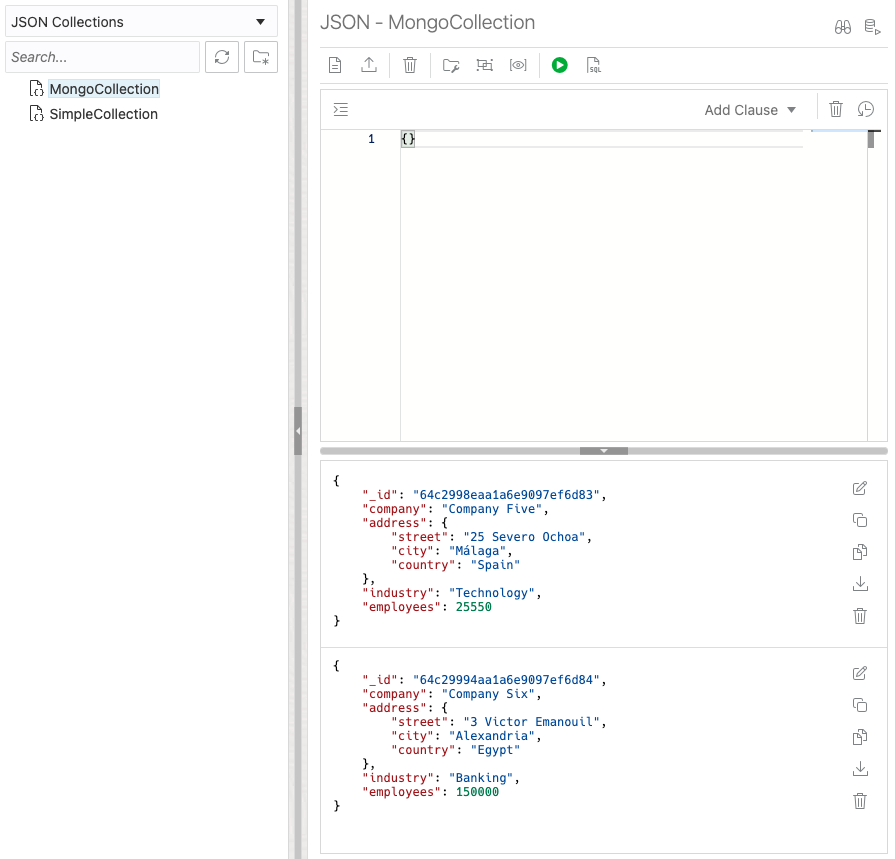 JSON Collections
Search...
MongoCollection
SimpleCollection
JSON - MongoCollection
SQL
Add Clause
1 {}
{
"_id": "64c2998eaa1a6e9097ef6d83",
"company": "Company Five",
"address": {
"street": "25 Severo Ochoa",
"city": "Málaga",
"country": "Spain"
},
"industry": "Technology",
"employees": 25550
}
{
"_id": "64c29994aa1a6e9097ef6d84",
"company": "Company Six",
"address": {
"street": "3 Victor Emanouil",
"city": "Alexandria",
"country": "Egypt"
},
"industry": "Banking",
"employees": 150000
}